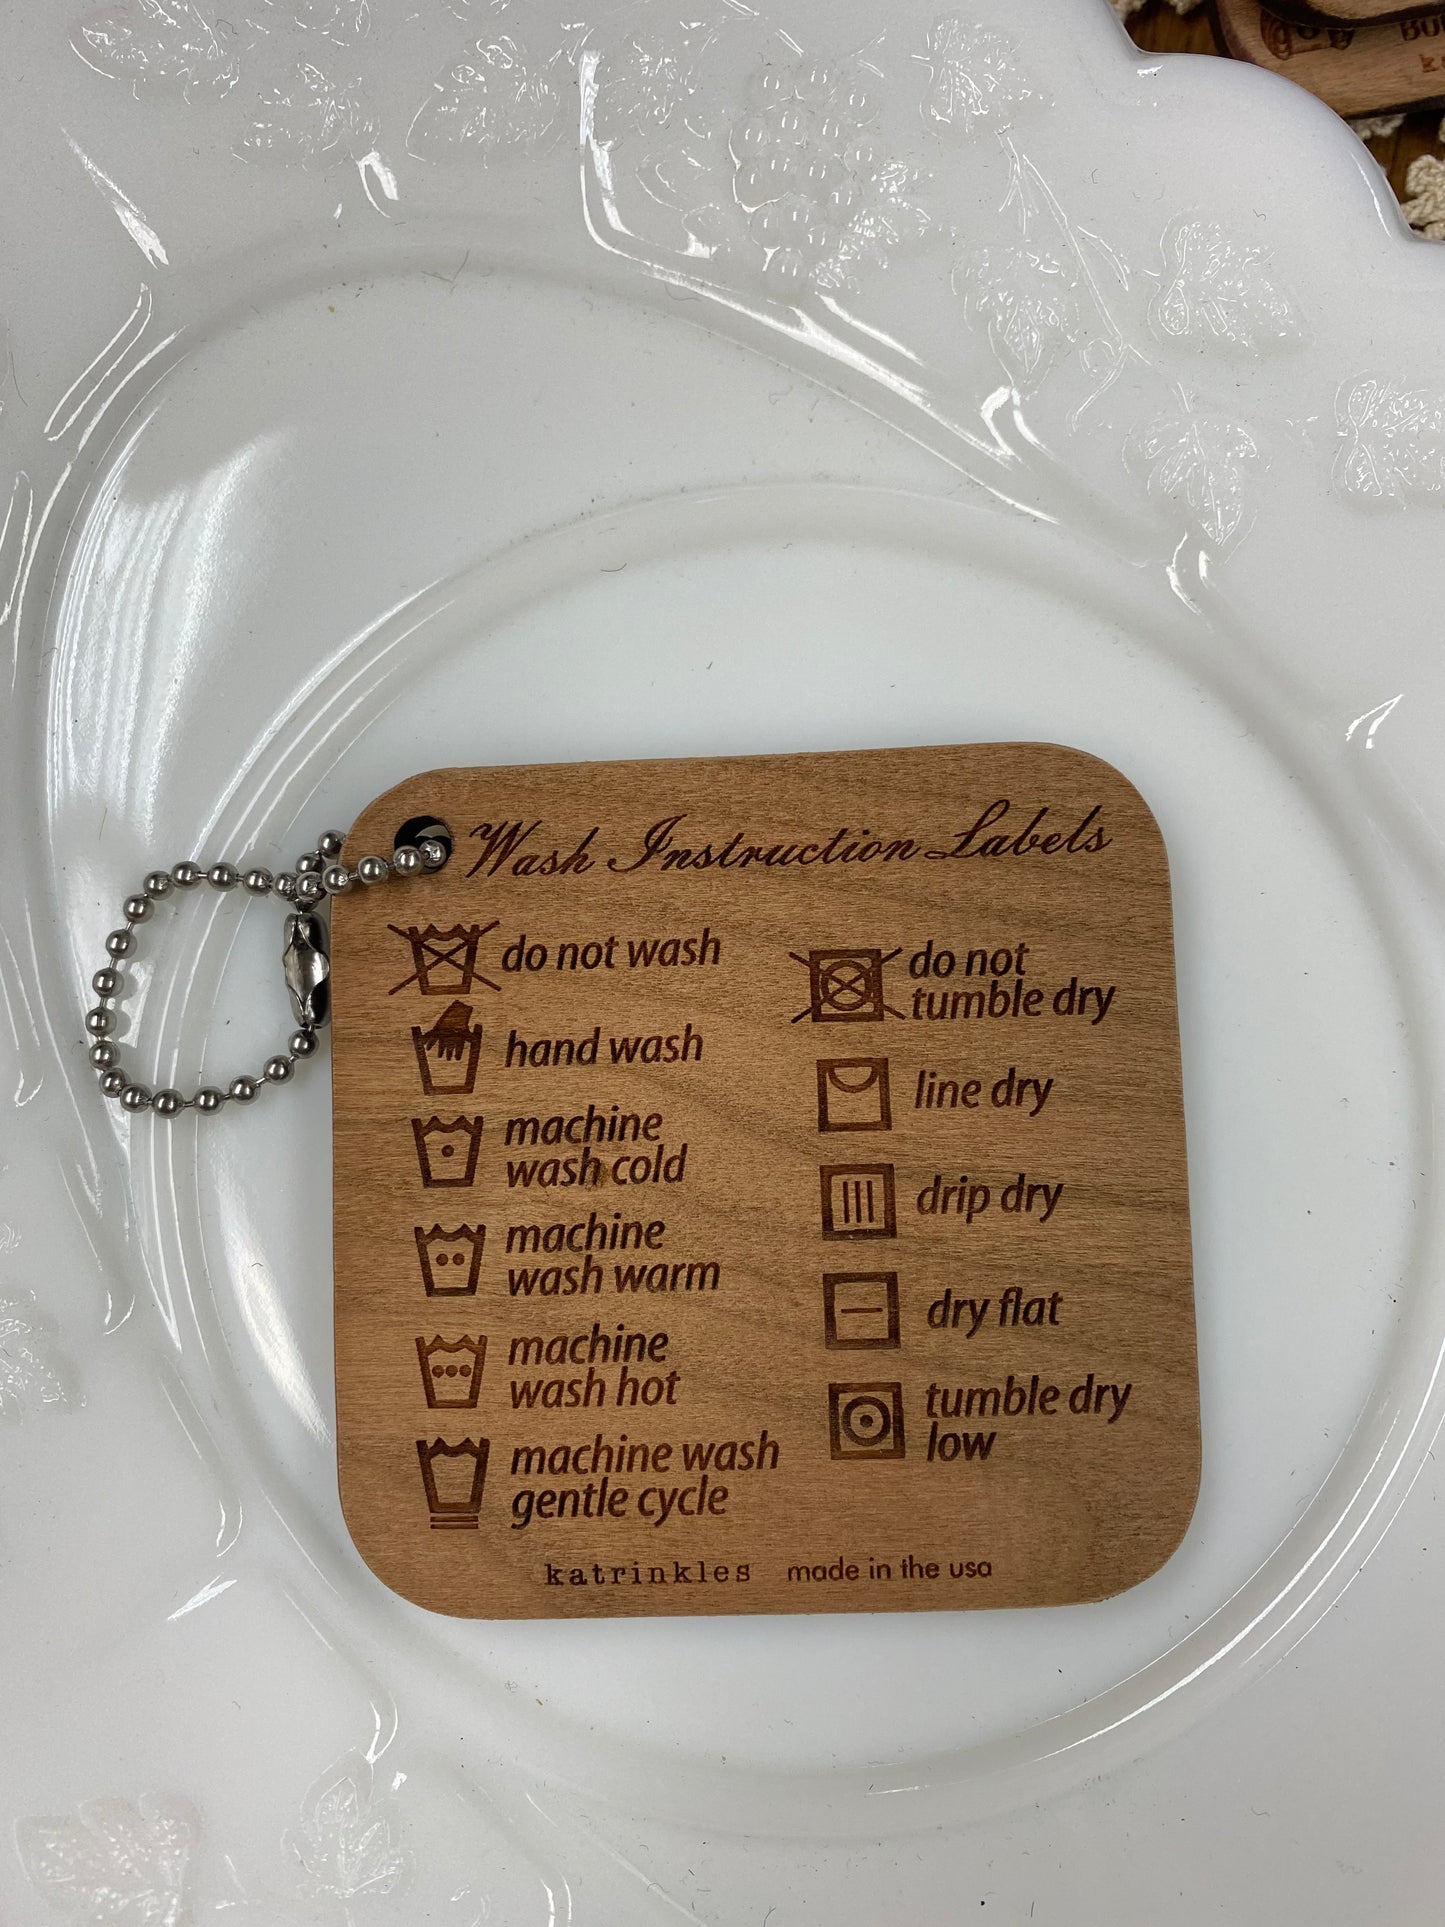 Wash Instruction Labels
do not wash
hand wash
machine
wash cold
machine
wash warm
machine
wash hot
machine wash
gentle cycle
do not
tumble dry
line dry
drip dry
dry flat
tumble dry
low
katrinkles made in the usa